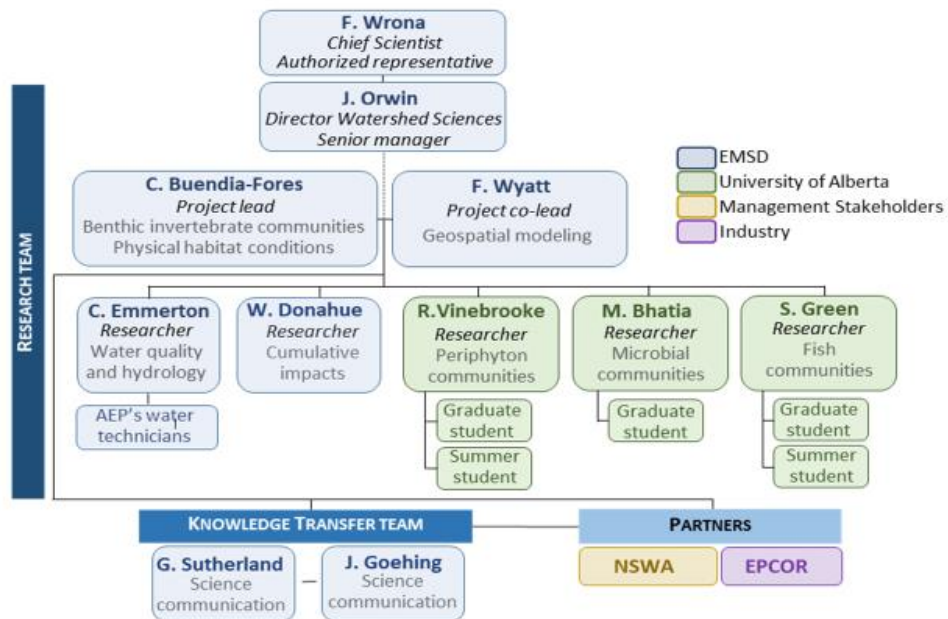 F. Wrona
Chief Scientist
Authorized representative
J. Orwin
Director Watershed Sciences
Senior manager
EMSD
University of Alberta
Management Stakeholders
Industry
RESEARCH TEAM
C. Buendia-Fores
Project lead
Benthic invertebrate communities
Physical habitat conditions
F. Wyatt
Project co-lead
Geospatial modeling
C. Emmerton
Researcher
Water quality
and hydrology
AEP's water
technicians
W. Donahue
Researcher
Cumulative
impacts
R.Vinebrooke
Researcher
Periphyton
communities
Graduate
student
Summer
student
M. Bhatia
Researcher
Microbial
communities
Graduate
student
S. Green
Researcher
Fish
communities
Graduate
student
Summer
student
KNOWLEDGE TRANSFER TEAM
G. Sutherland
Science
communication
J. Goehing
Science
communication
PARTNERS
NSWA
EPCOR